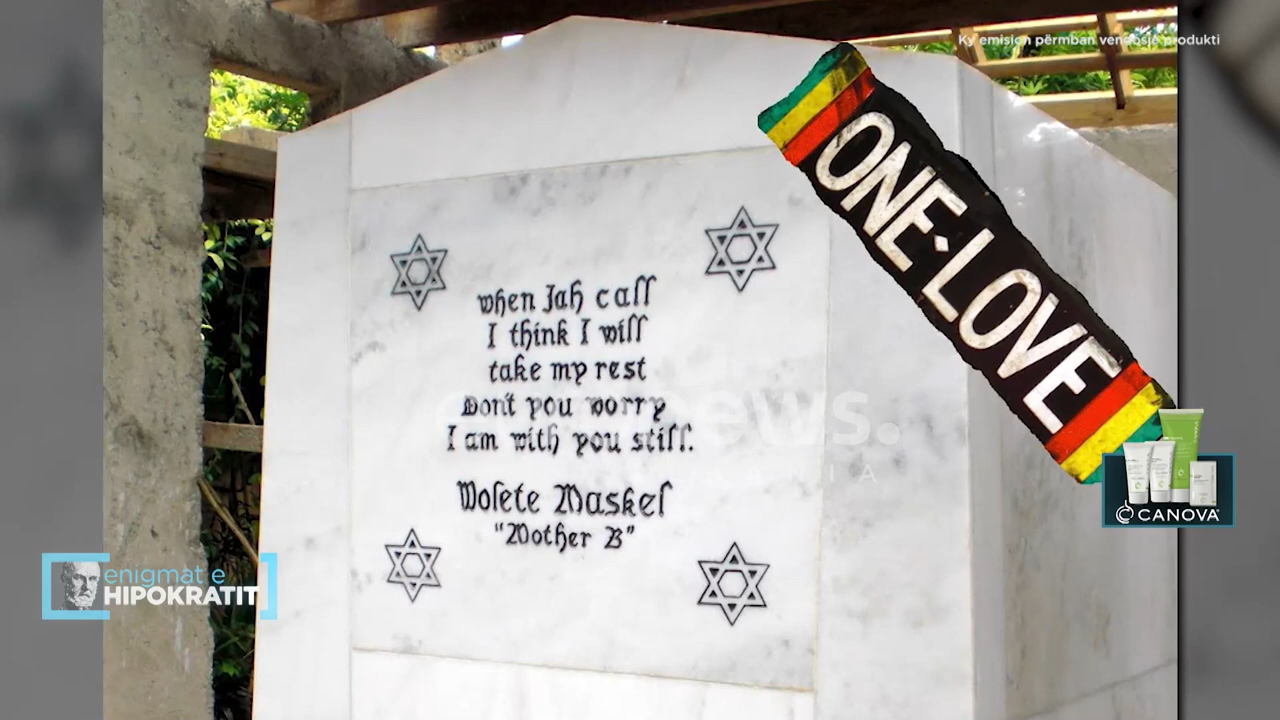 Ky emision përmban vendosje produkti
ONE·LOVE
when Jah call
I think I will
take my rest
Don't you worry
I am with you still.
Wolete Maskel
"Mother B"
news.
CANOVA
enigmat e
HIPOKRATIT